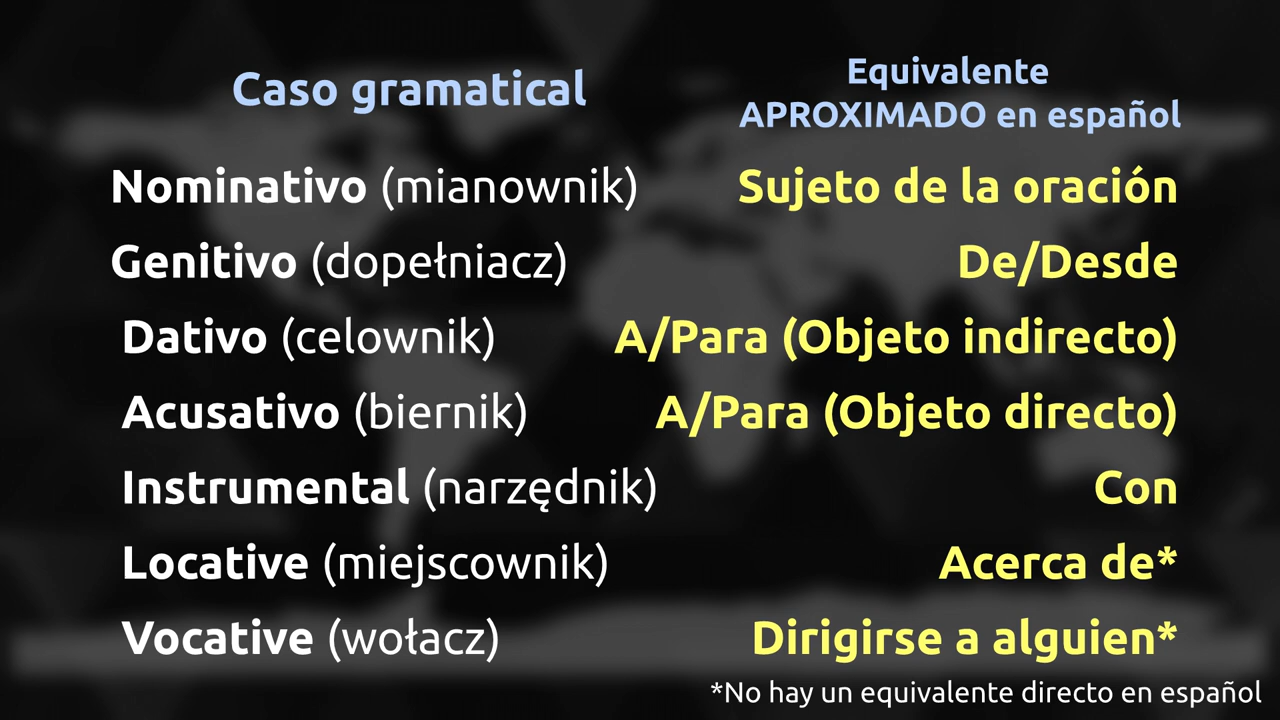 Caso gramatical
Equivalente
APROXIMADO en español
Nominativo (mianownik) Sujeto de la oración
Genitivo (dopełniacz) De/Desde
Dativo (celownik) A/Para (Objeto indirecto)
Acusativo (biernik) A/Para (Objeto directo)
Instrumental (narzędnik) Con
Locative (miejscownik) Acerca de*
Vocative (wołacz) Dirigirse a alguien*
*No hay un equivalente directo en español